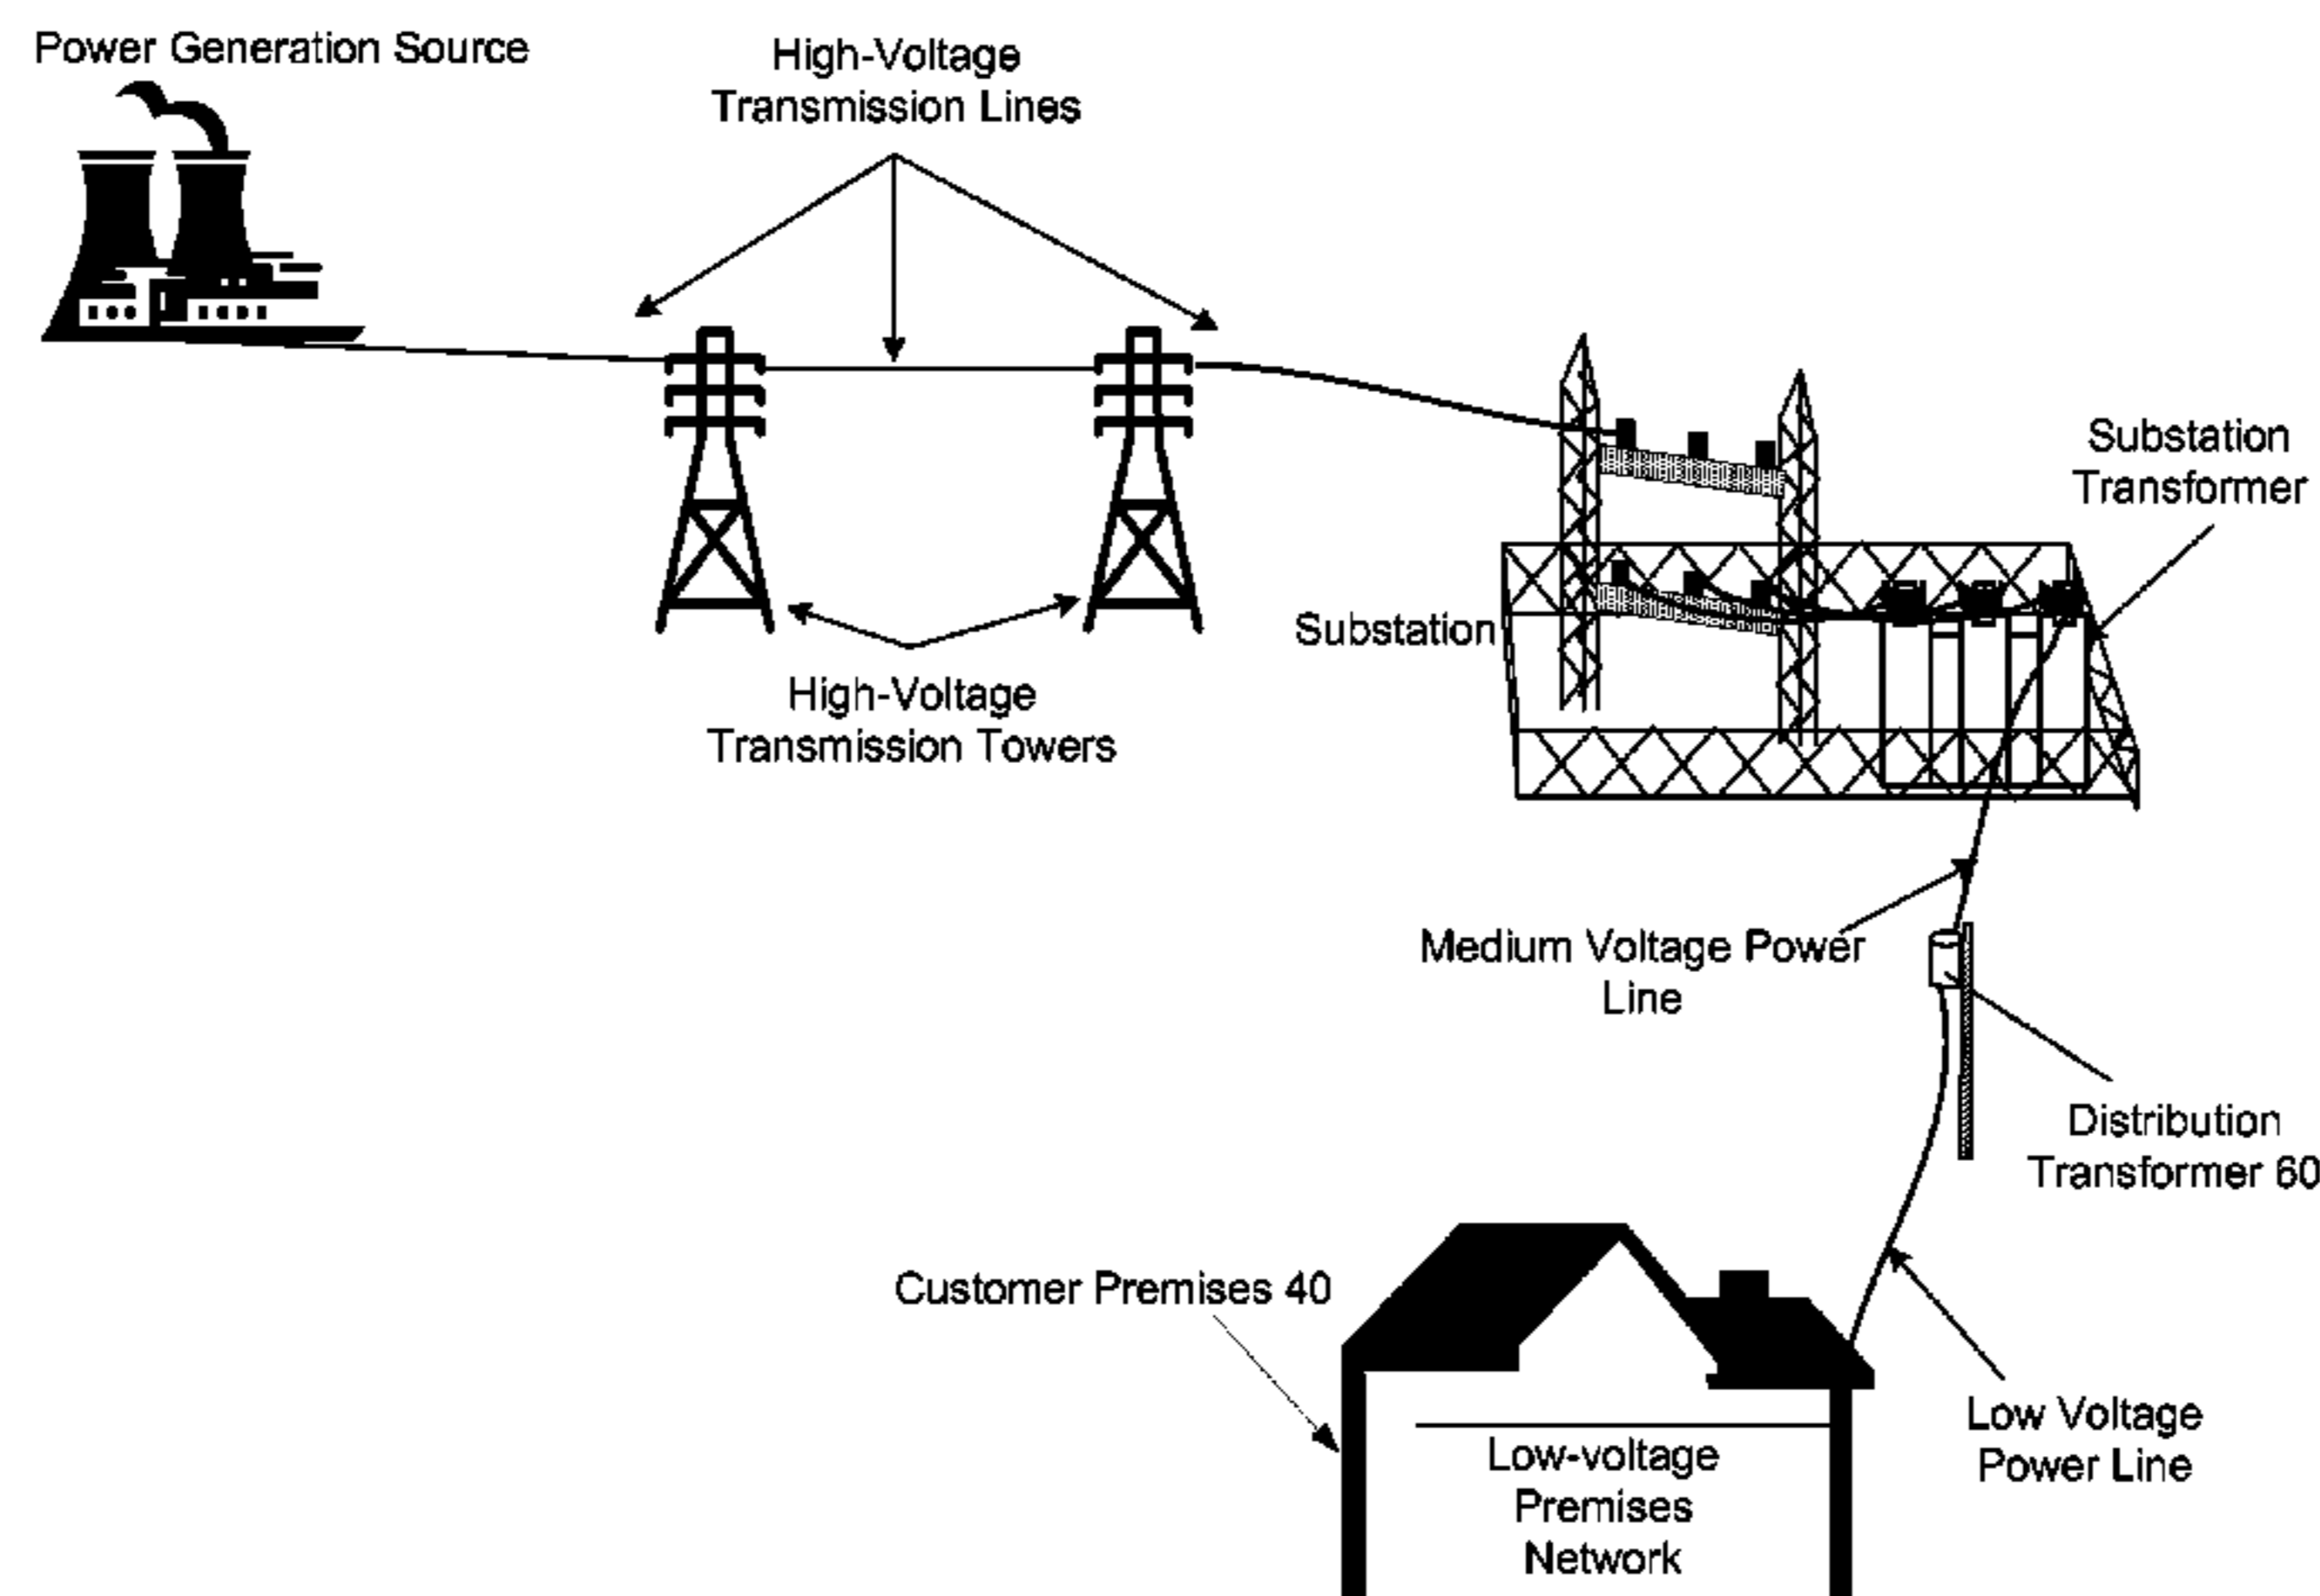 Power Generation Source
High-Voltage
Transmission Lines
Substation
Transformer
Substation
High-Voltage
Transmission Towers
Medium Voltage Power
Line
Distribution
Transformer 60
Customer Premises 40
Low Voltage
Power Line
Low-voltage
Premises
Network